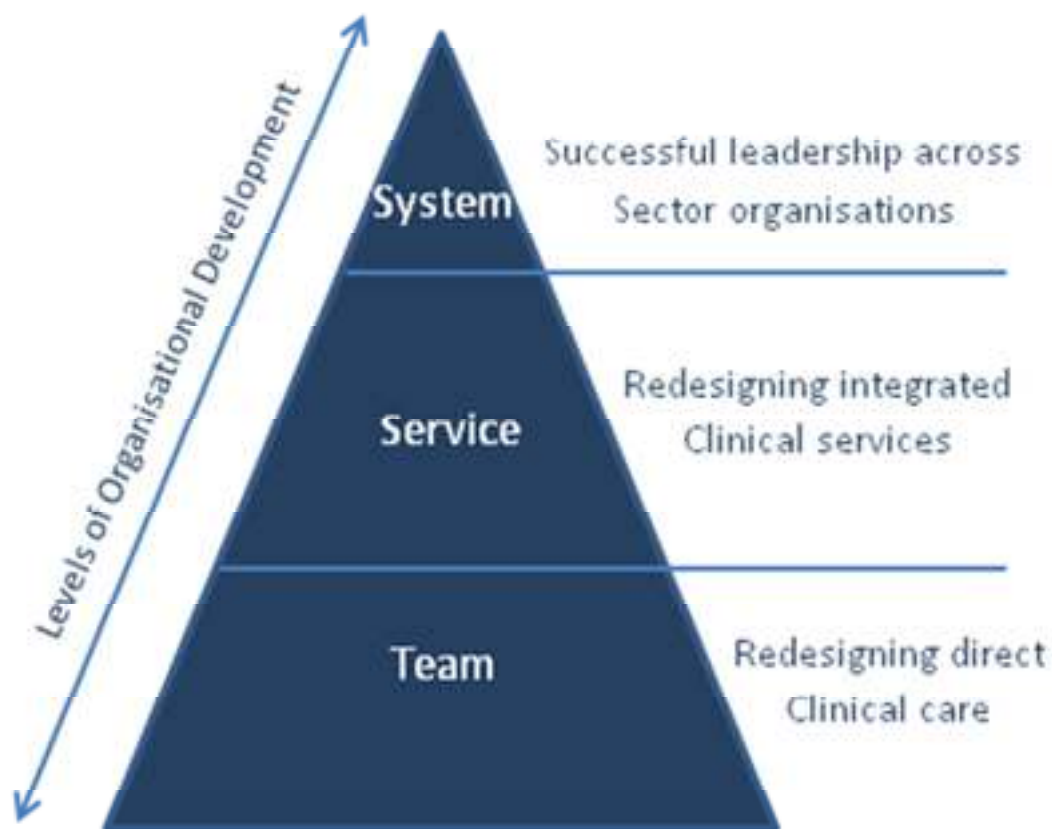 Levels of Organisational Development
System
Successful leadership across
Sector organisations
Service
Redesigning integrated
Clinical services
Team
Redesigning direct
Clinical care